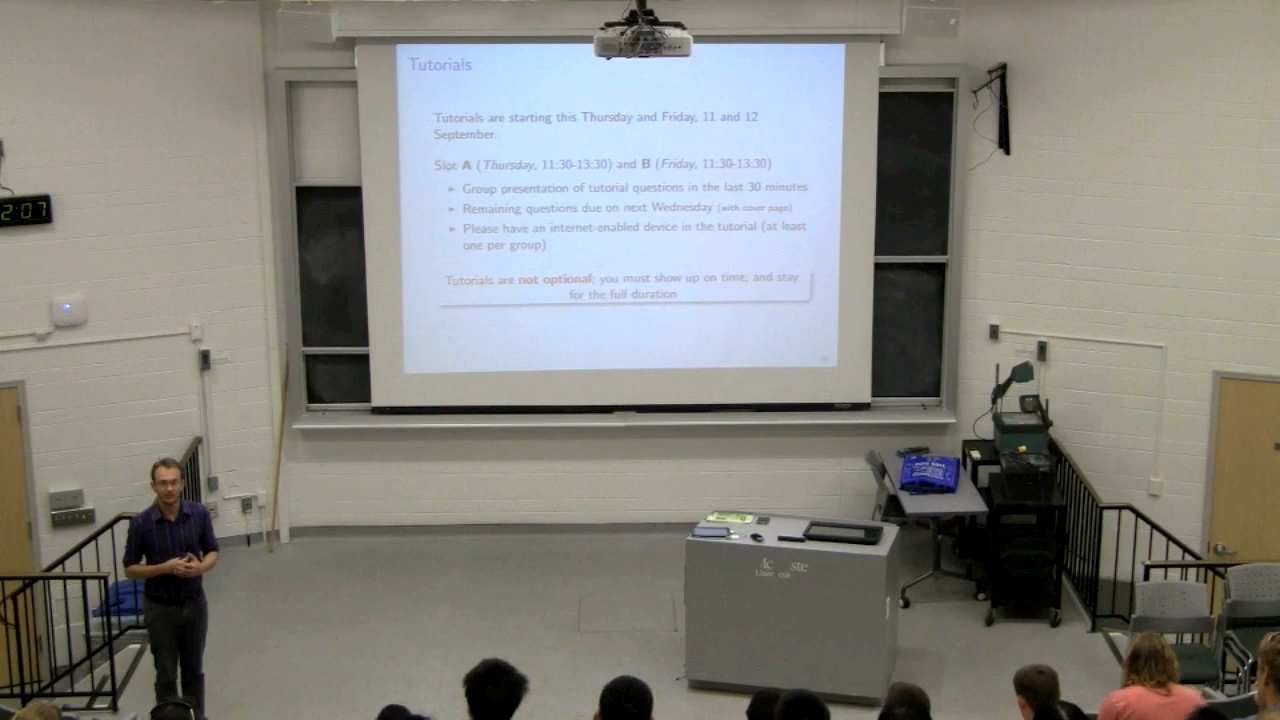 Tutorials
Tutorials are starting this Thursday and Friday, 11 and 12
September.
Slot A (Thursday, 11:30-13:30) and B (Friday, 11:30-13:30)
Group presentation of tutorial questions in the last 30 minutes
Remaining questions due on next Wednesday (with cover page)
Please have an internet-enabled device in the tutorial (at least
one per group)
Tutorials are not optional; you must show up on time, and stay
for the full duration
2:07